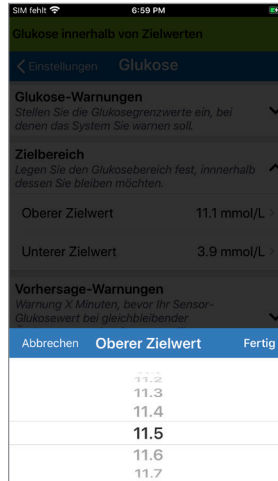 SIM fehlt 6:59 PM
Glukose innerhalb von Zielwerten
Einstellungen Glukose
Glukose-Warnungen
Stellen Sie die Glukosegrenzwerte ein, bei
denen das System Sie warnen soll.
Zielbereich
Legen Sie den Glukosebereich fest, innnerhalb
dessen Sie bleiben möchten.
Oberer Zielwert 11.1 mmol/L
Unterer Zielwert 3.9 mmol/L
Vorhersage-Warnungen
Warnung X Minuten, bevor Ihr Sensor-
Glukosewert bei gleichbleibender
Abbrechen Oberer Zielwert Fertig
11.2
11.3
11.4
11.5
11.6
11.7